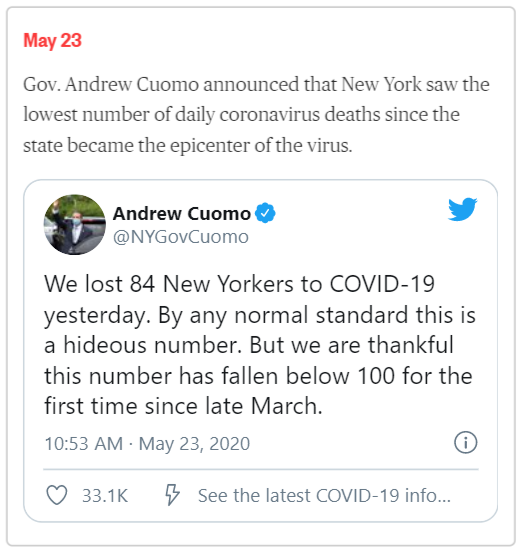 May 23
Gov. Andrew Cuomo announced that New York saw the
lowest number of daily coronavirus deaths since the
state became the epicenter of the virus.
Andrew Cuomo
@NYGovCuomo
We lost 84 New Yorkers to COVID-19
yesterday. By any normal standard this is
a hideous number. But we are thankful
this number has fallen below 100 for the
first time since late March.
10:53 AM · May 23, 2020
33.1K See the latest COVID-19 info...